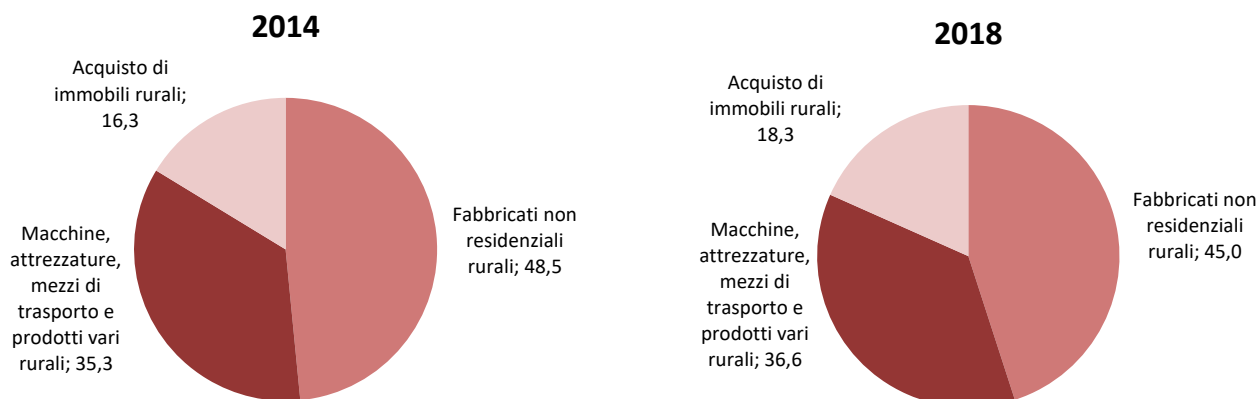 2014
Acquisto di
immobili rurali;
16,3
Fabbricati non
residenziali
rurali; 48,5
Macchine,
attrezzature,
mezzi di
trasporto e
prodotti vari
rurali; 35,3
2018
Acquisto di
immobili rurali;
18,3
Fabbricati non
residenziali
rurali; 45,0
Macchine,
attrezzature,
mezzi di
trasporto e
prodotti vari
rurali; 36,6